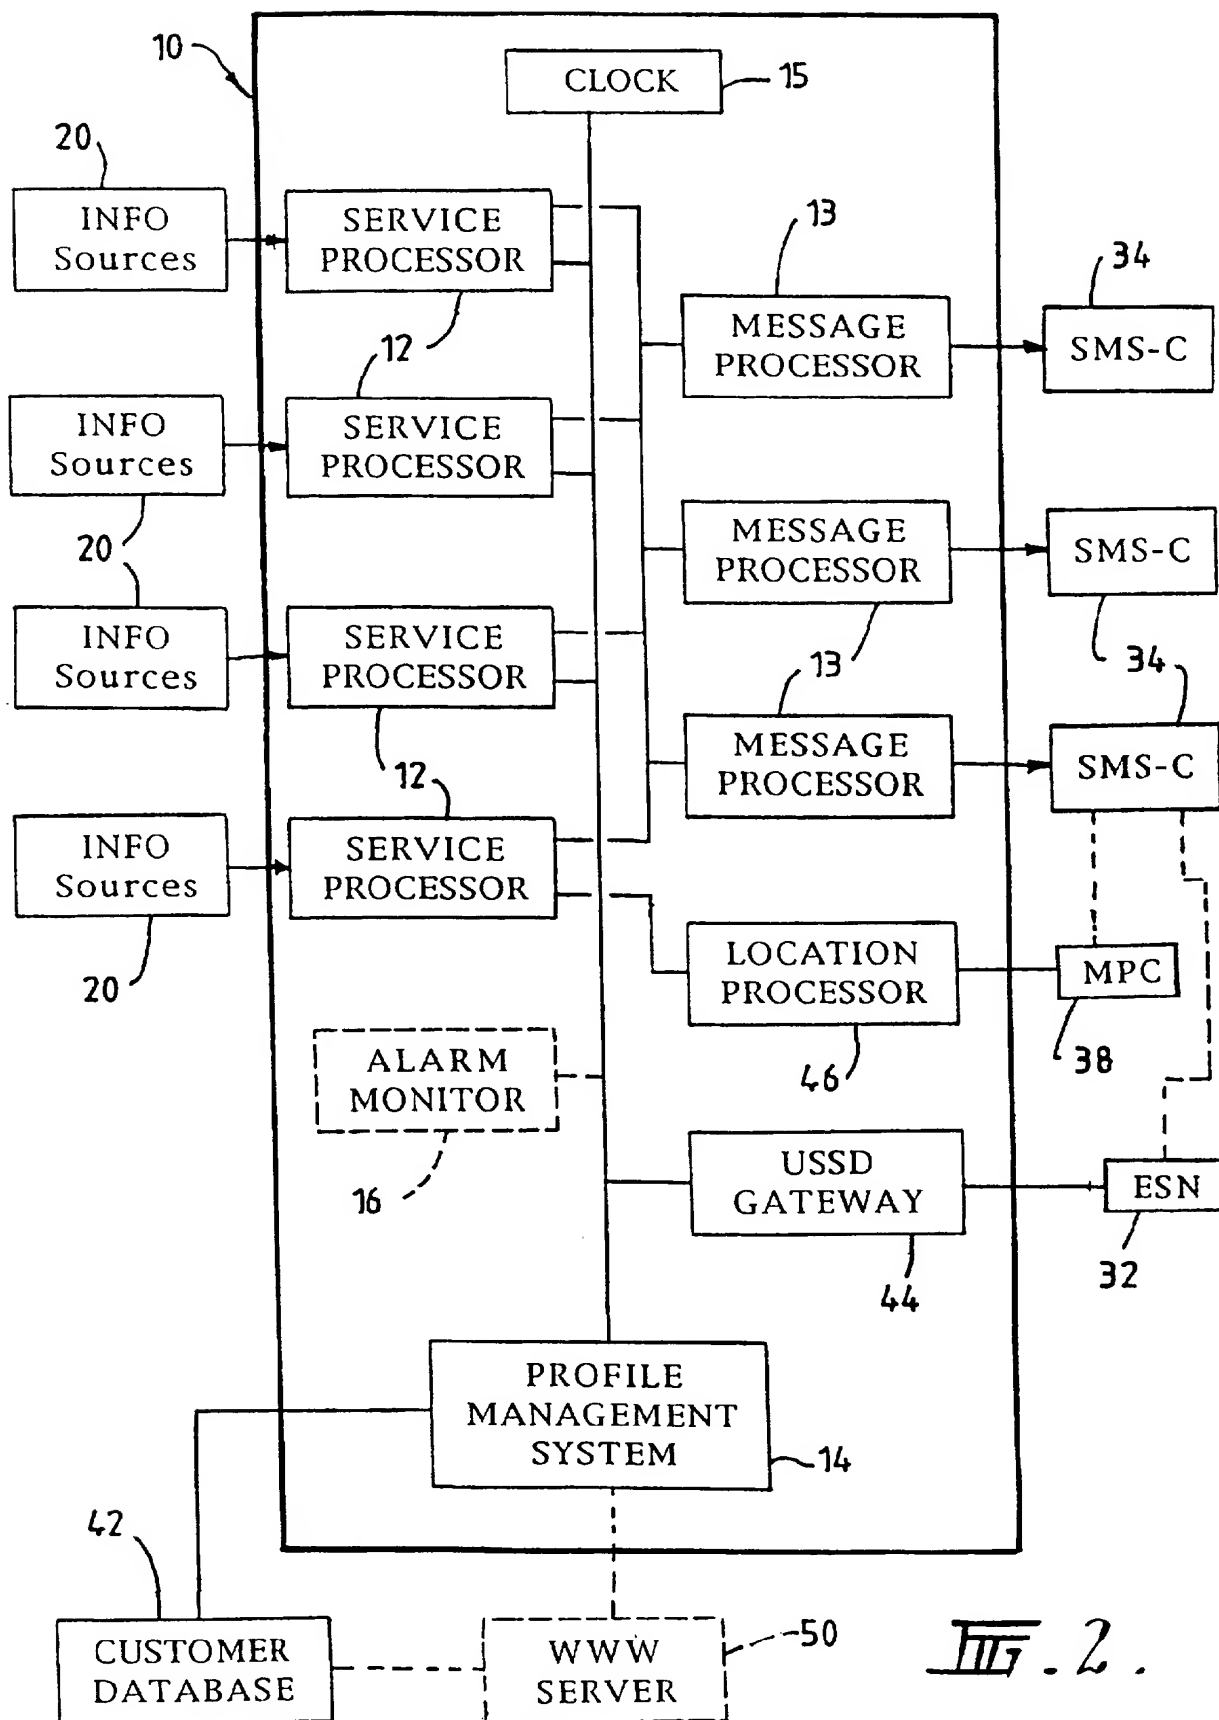 10
CLOCK
15
20
INFO
Sources
SERVICE
PROCESSOR
13
34
12
MESSAGE
PROCESSOR
SMS-C
INFO
Sources
SERVICE
PROCESSOR
20
MESSAGE
PROCESSOR
SMS-C
INFO
Sources
SERVICE
PROCESSOR
13
34
12
MESSAGE
PROCESSOR
SMS-C
INFO
Sources
SERVICE
PROCESSOR
20
LOCATION
PROCESSOR
MPC
46
38
ALARM
MONITOR
16
USSD
GATEWAY
ESN
44
32
PROFILE
MANAGEMENT
SYSTEM
14
42
CUSTOMER
DATABASE
WWW
SERVER
50
FIG. 2.